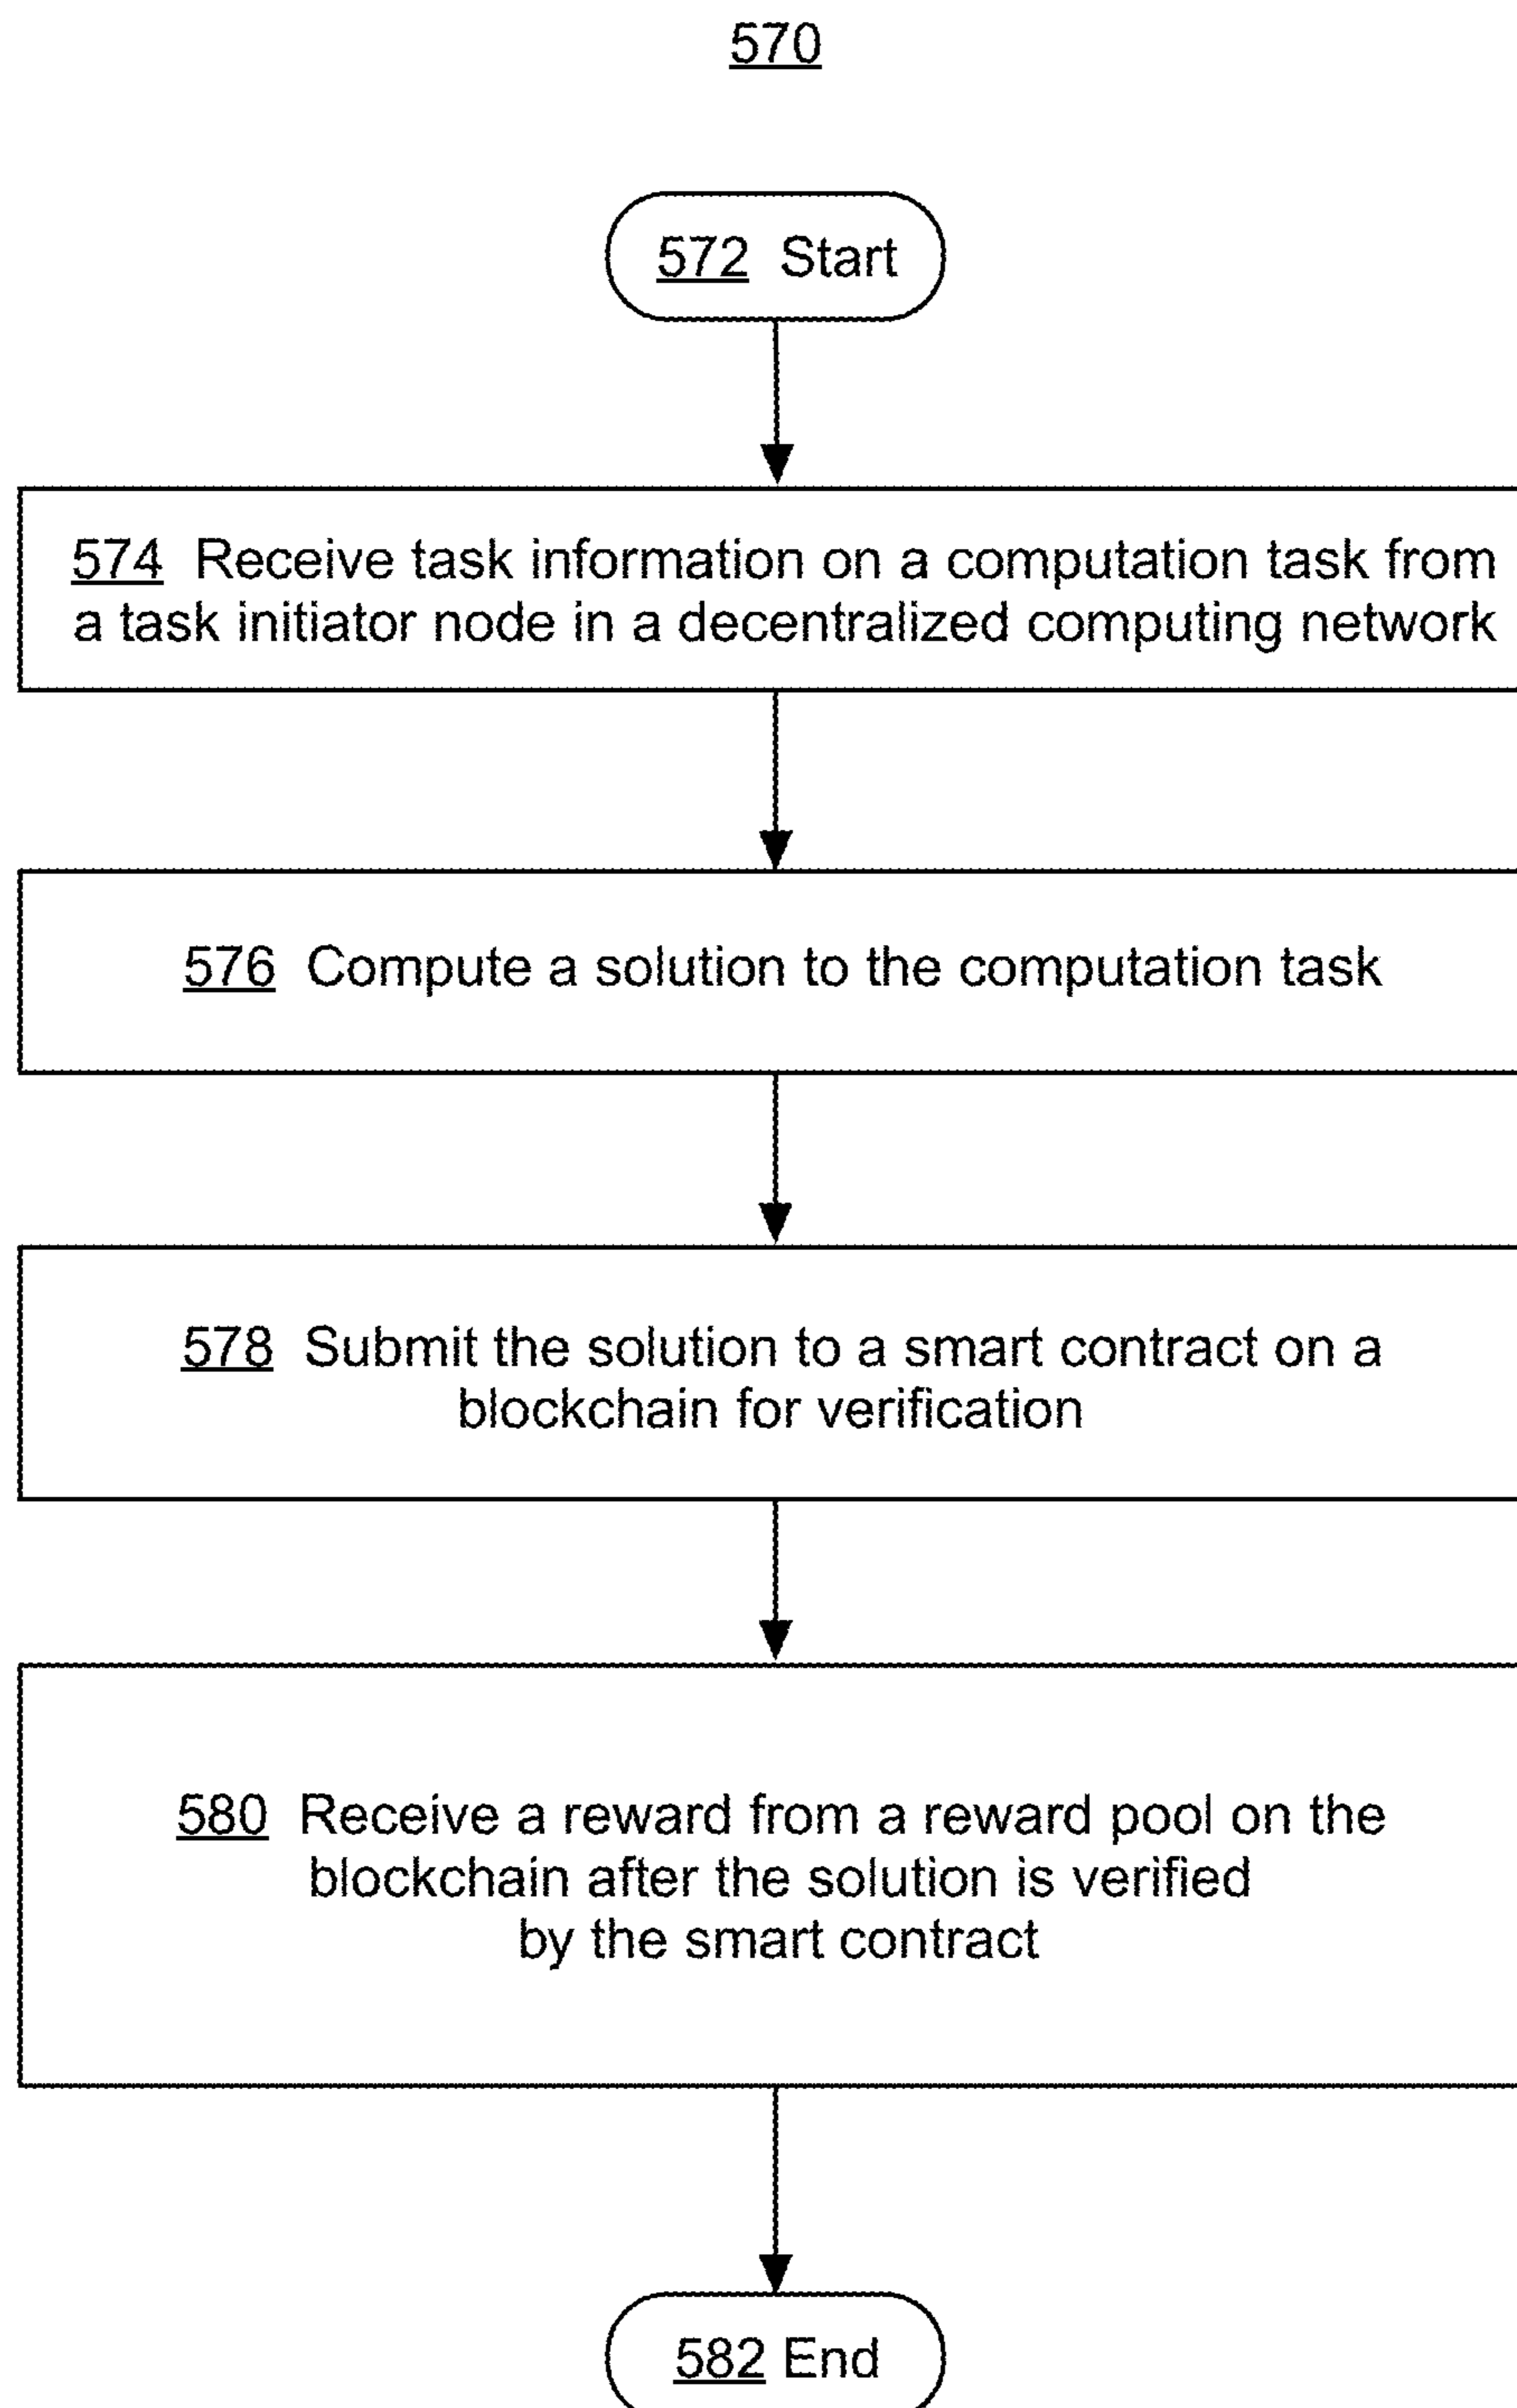 570
572 Start
574 Receive task information on a computation task from
a task initiator node in a decentralized computing network
576 Compute a solution to the computation task
578 Submit the solution to a smart contract on a
blockchain for verification
580 Receive a reward from a reward pool on the
blockchain after the solution is verified
by the smart contract
582 End